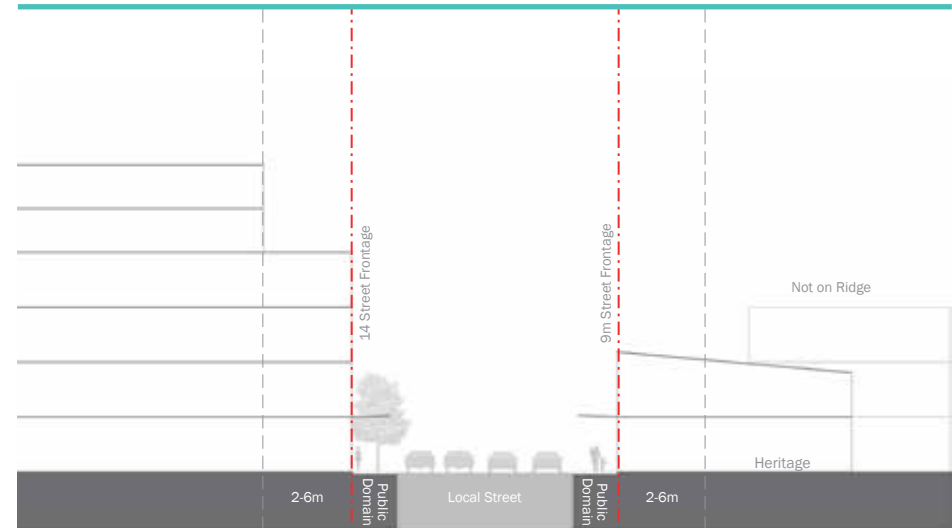 14 Street Frontage
9m Street Frontage
Not on Ridge
Heritage
2-6m
Public
Domain
Local Street
Public
Domain
2-6m